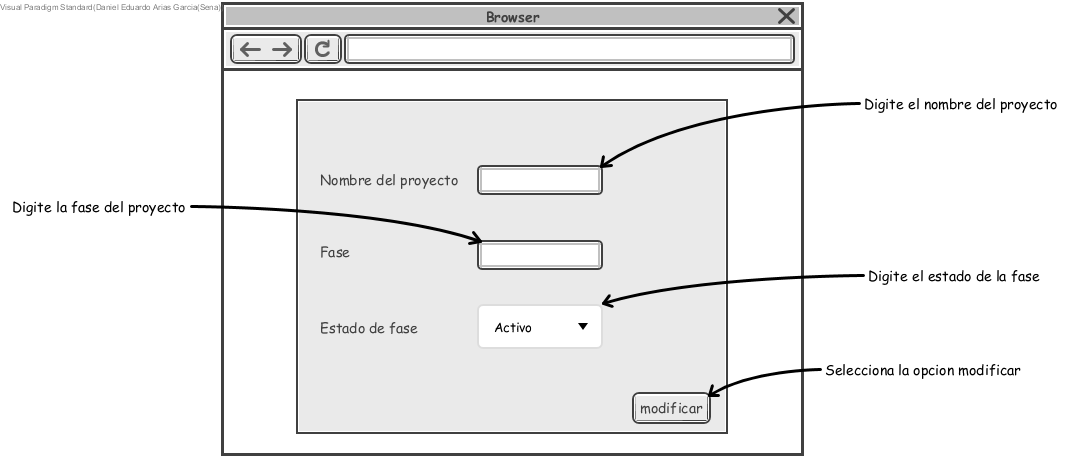 Visual Paradigm Standard(Daniel Eduardo Arias Garcia(Sena)
Browser
Digite el nombre del proyecto
Nombre del proyecto
Digite la fase del proyecto
Fase
Digite el estado de la fase
Estado de fase
Activo
Selecciona la opcion modificar
modificar